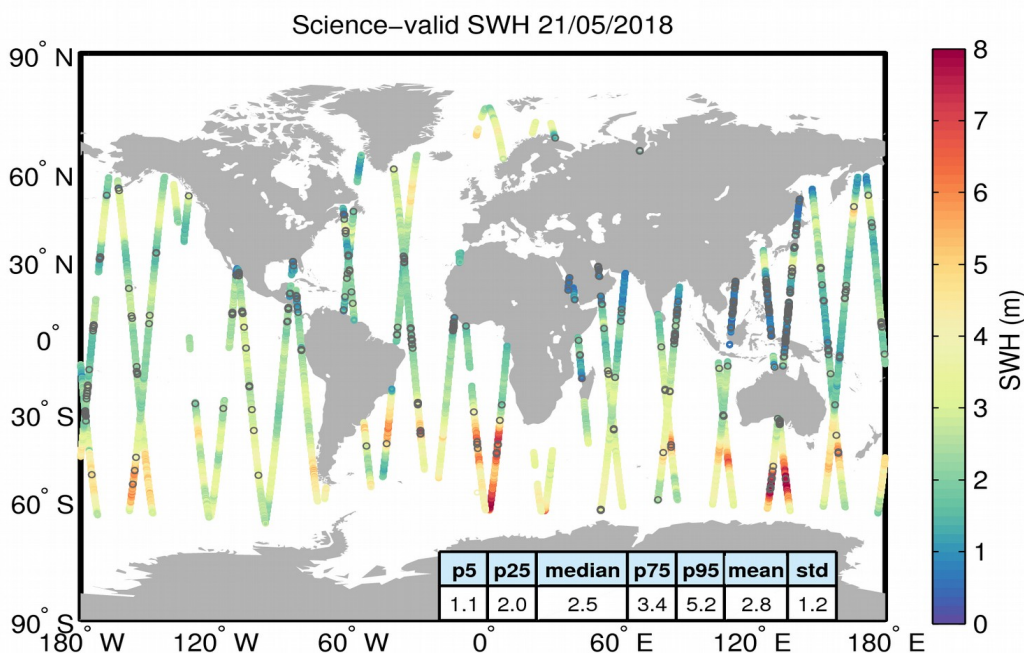 Science−valid SWH 21/05/2018
90° N
60° N
30° N
0°
30° S
60° S
90° S
180° W
120° W
60° W
0°
60° E
120° E
180° E
8
7
6
5
4
3
2
1
0
SWH (m)
p5 p25 median p75 p95 mean std
1.1 2.0 2.5 3.4 5.2 2.8 1.2